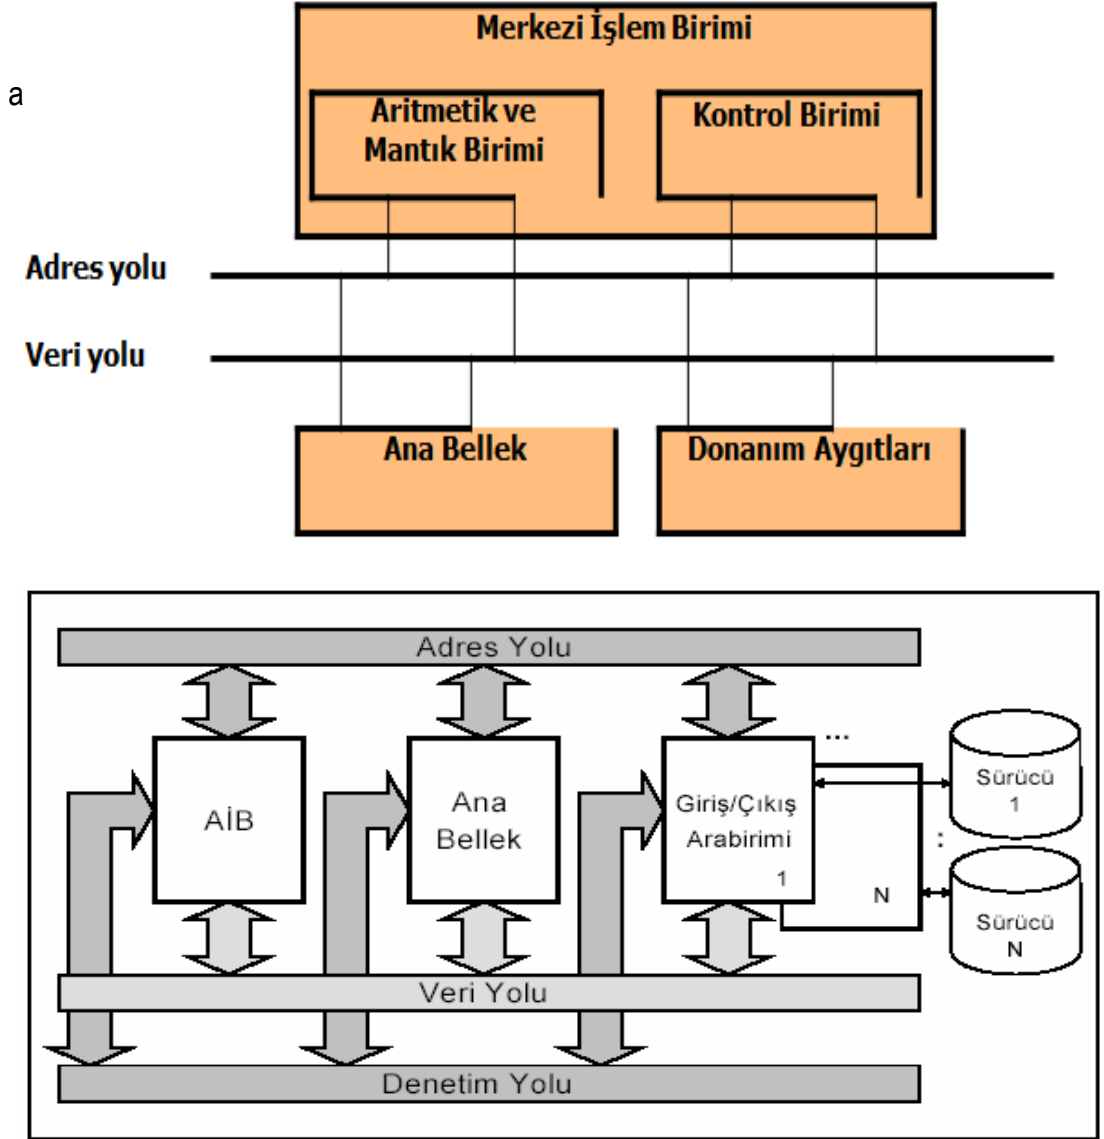 Merkezi İşlem Birimi
a
Aritmetik ve
Mantık Birimi
Kontrol Birimi
Adres yolu
Veri yolu
Ana Bellek
Donanım Aygıtları
Adres Yolu
...
AİB
Ana
Bellek
Giriş/Çıkış
Arabirimi
1
N
Sürücü
1
:
Sürücü
N
Veri Yolu
Denetim Yolu